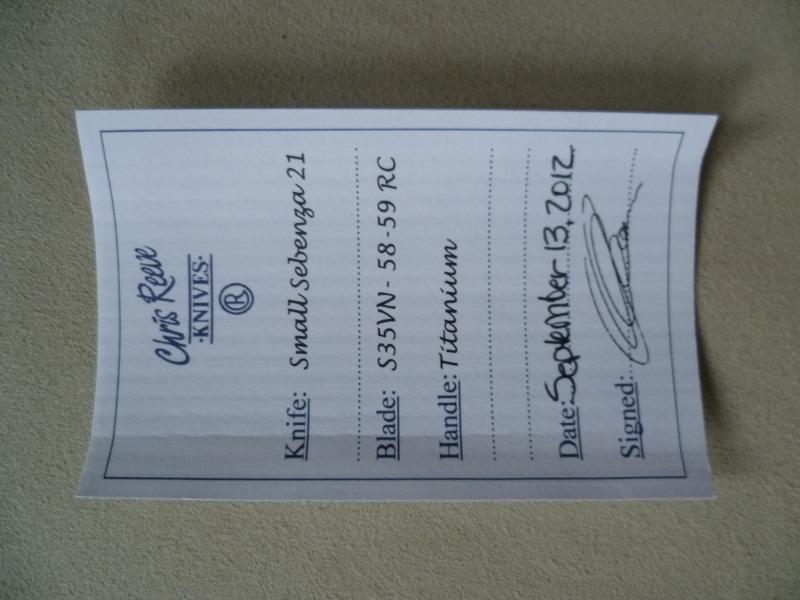 Chris Reeve
·KNIVES·
®
Knife: Small Sebenza 21
Blade: S35VN - 58-59 RC
Handle: Titanium
Date: September 13, 2012
Signed: